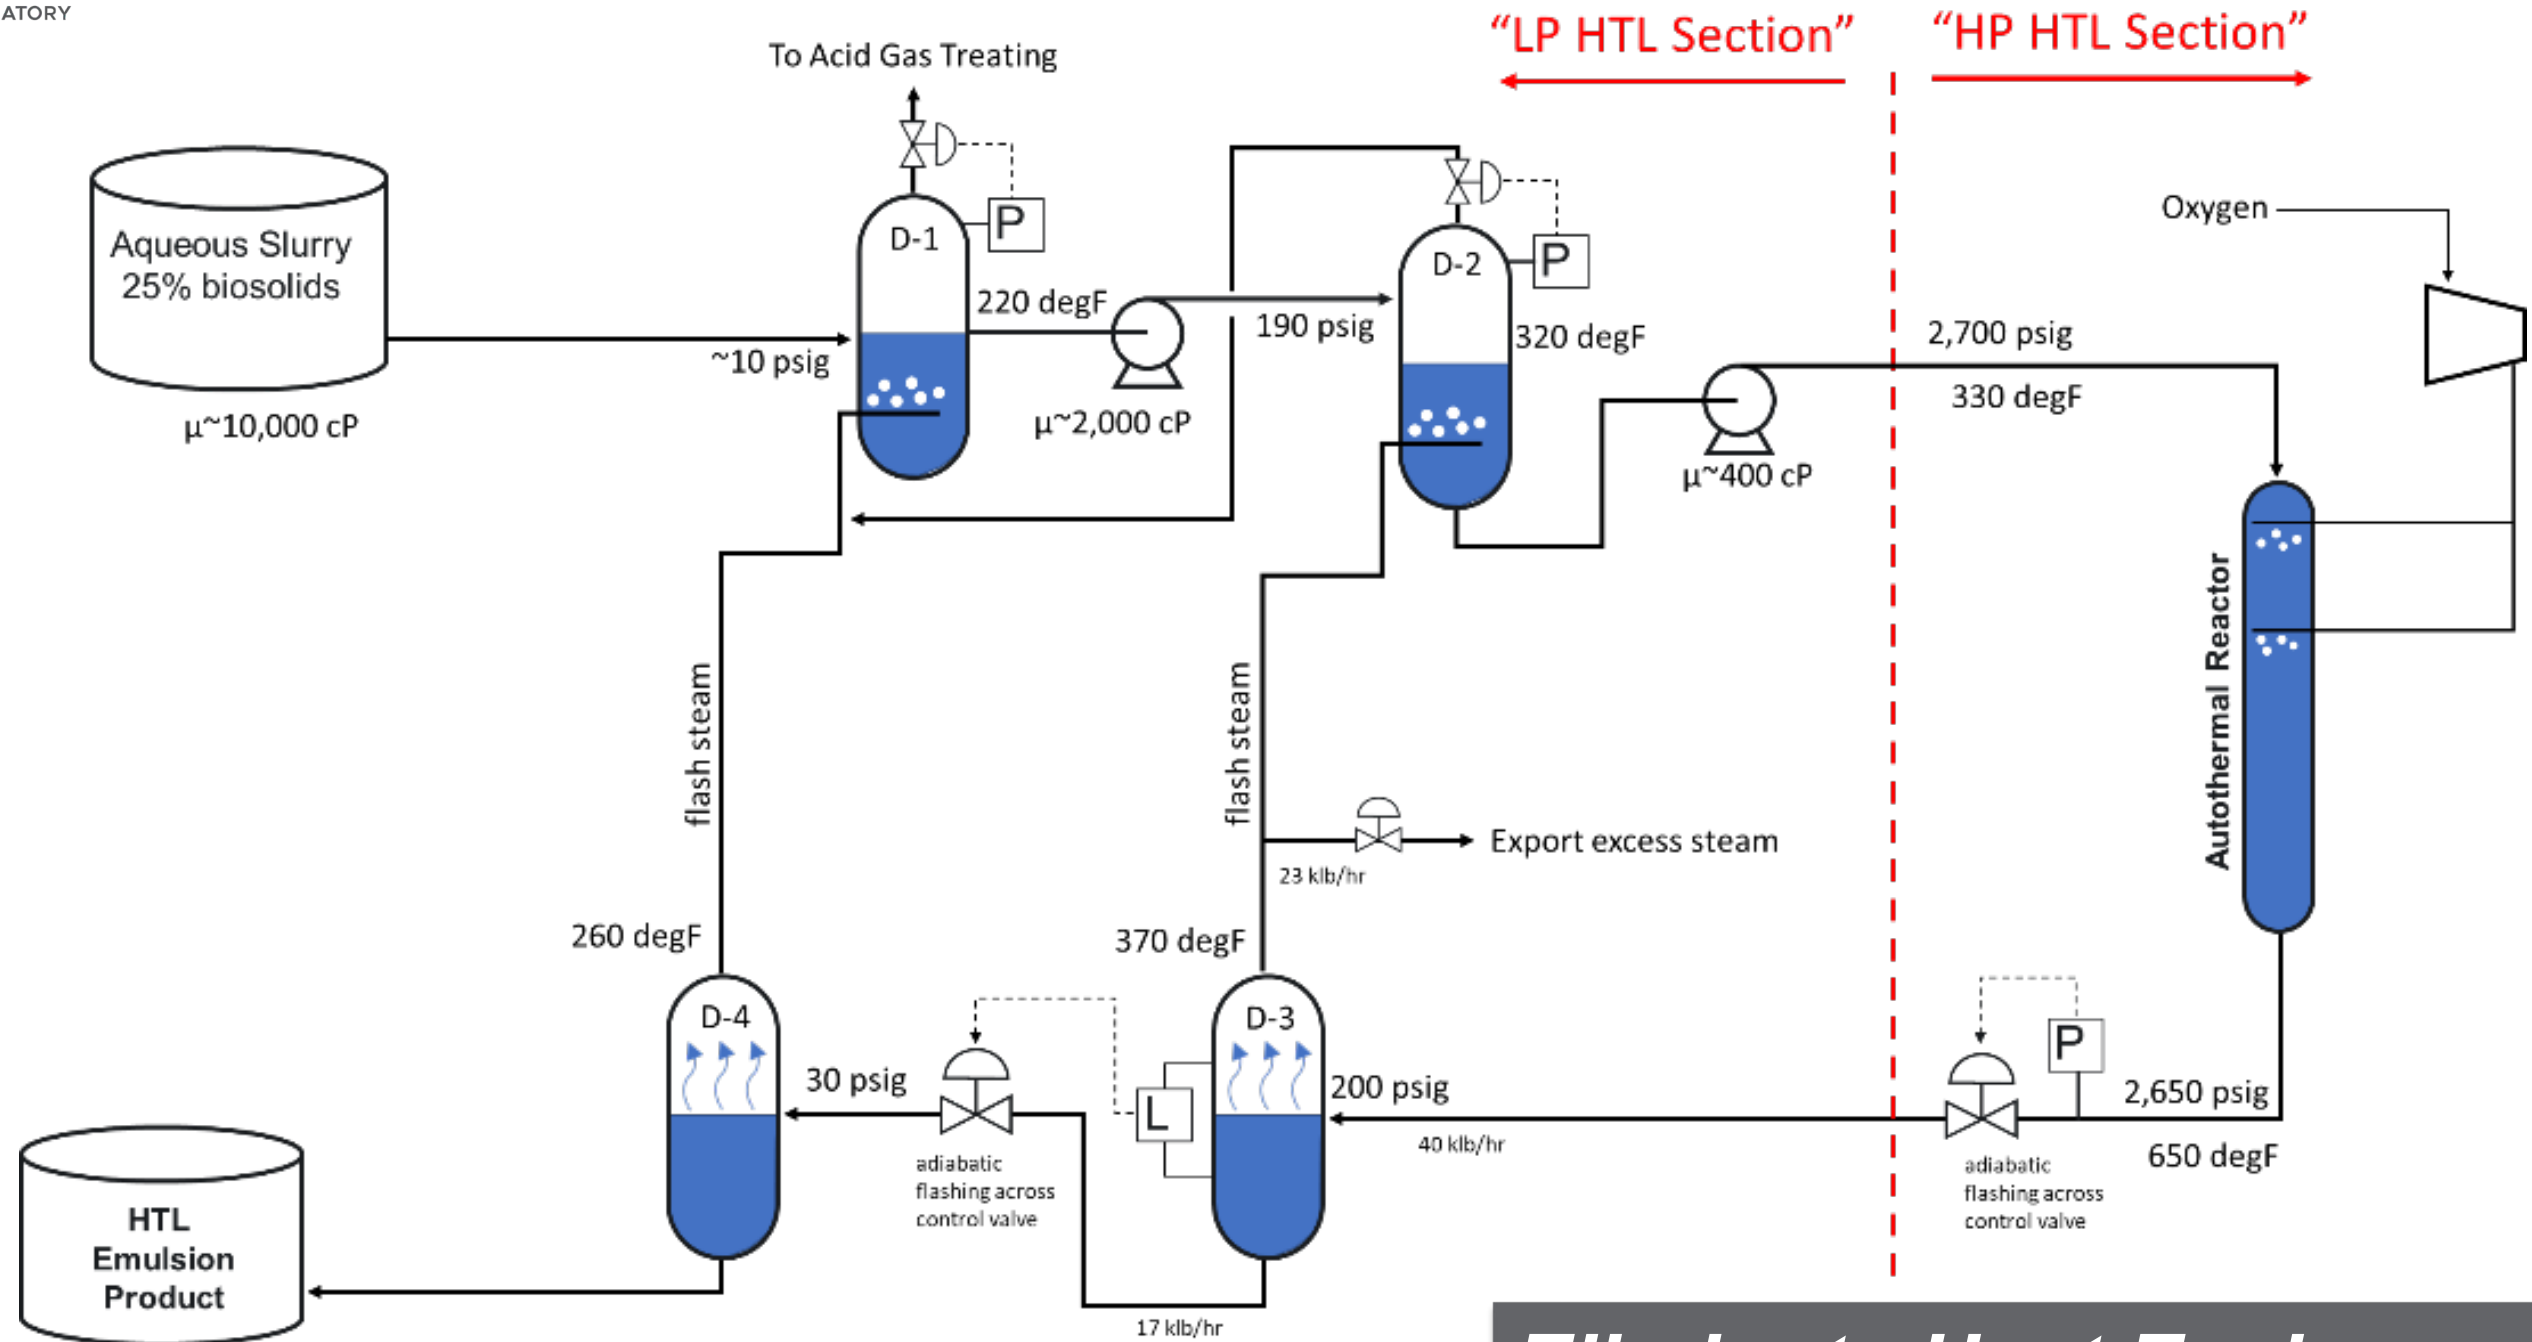 ATORY
“LP HTL Section”
“HP HTL Section”
To Acid Gas Treating
Aqueous Slurry
25% biosolids
μ~10,000 cP
~10 psig
D-1
P
220 degF
μ~2,000 cP
190 psig
D-2
P
320 degF
μ~400 cP
2,700 psig
330 degF
Oxygen
Autothermal Reactor
flash steam
flash steam
Export excess steam
23 klb/hr
260 degF
370 degF
D-4
30 psig
adiabatic
flashing across
control valve
L
D-3
200 psig
40 klb/hr
P
2,650 psig
650 degF
adiabatic
flashing across
control valve
17 klb/hr
HTL
Emulsion
Product